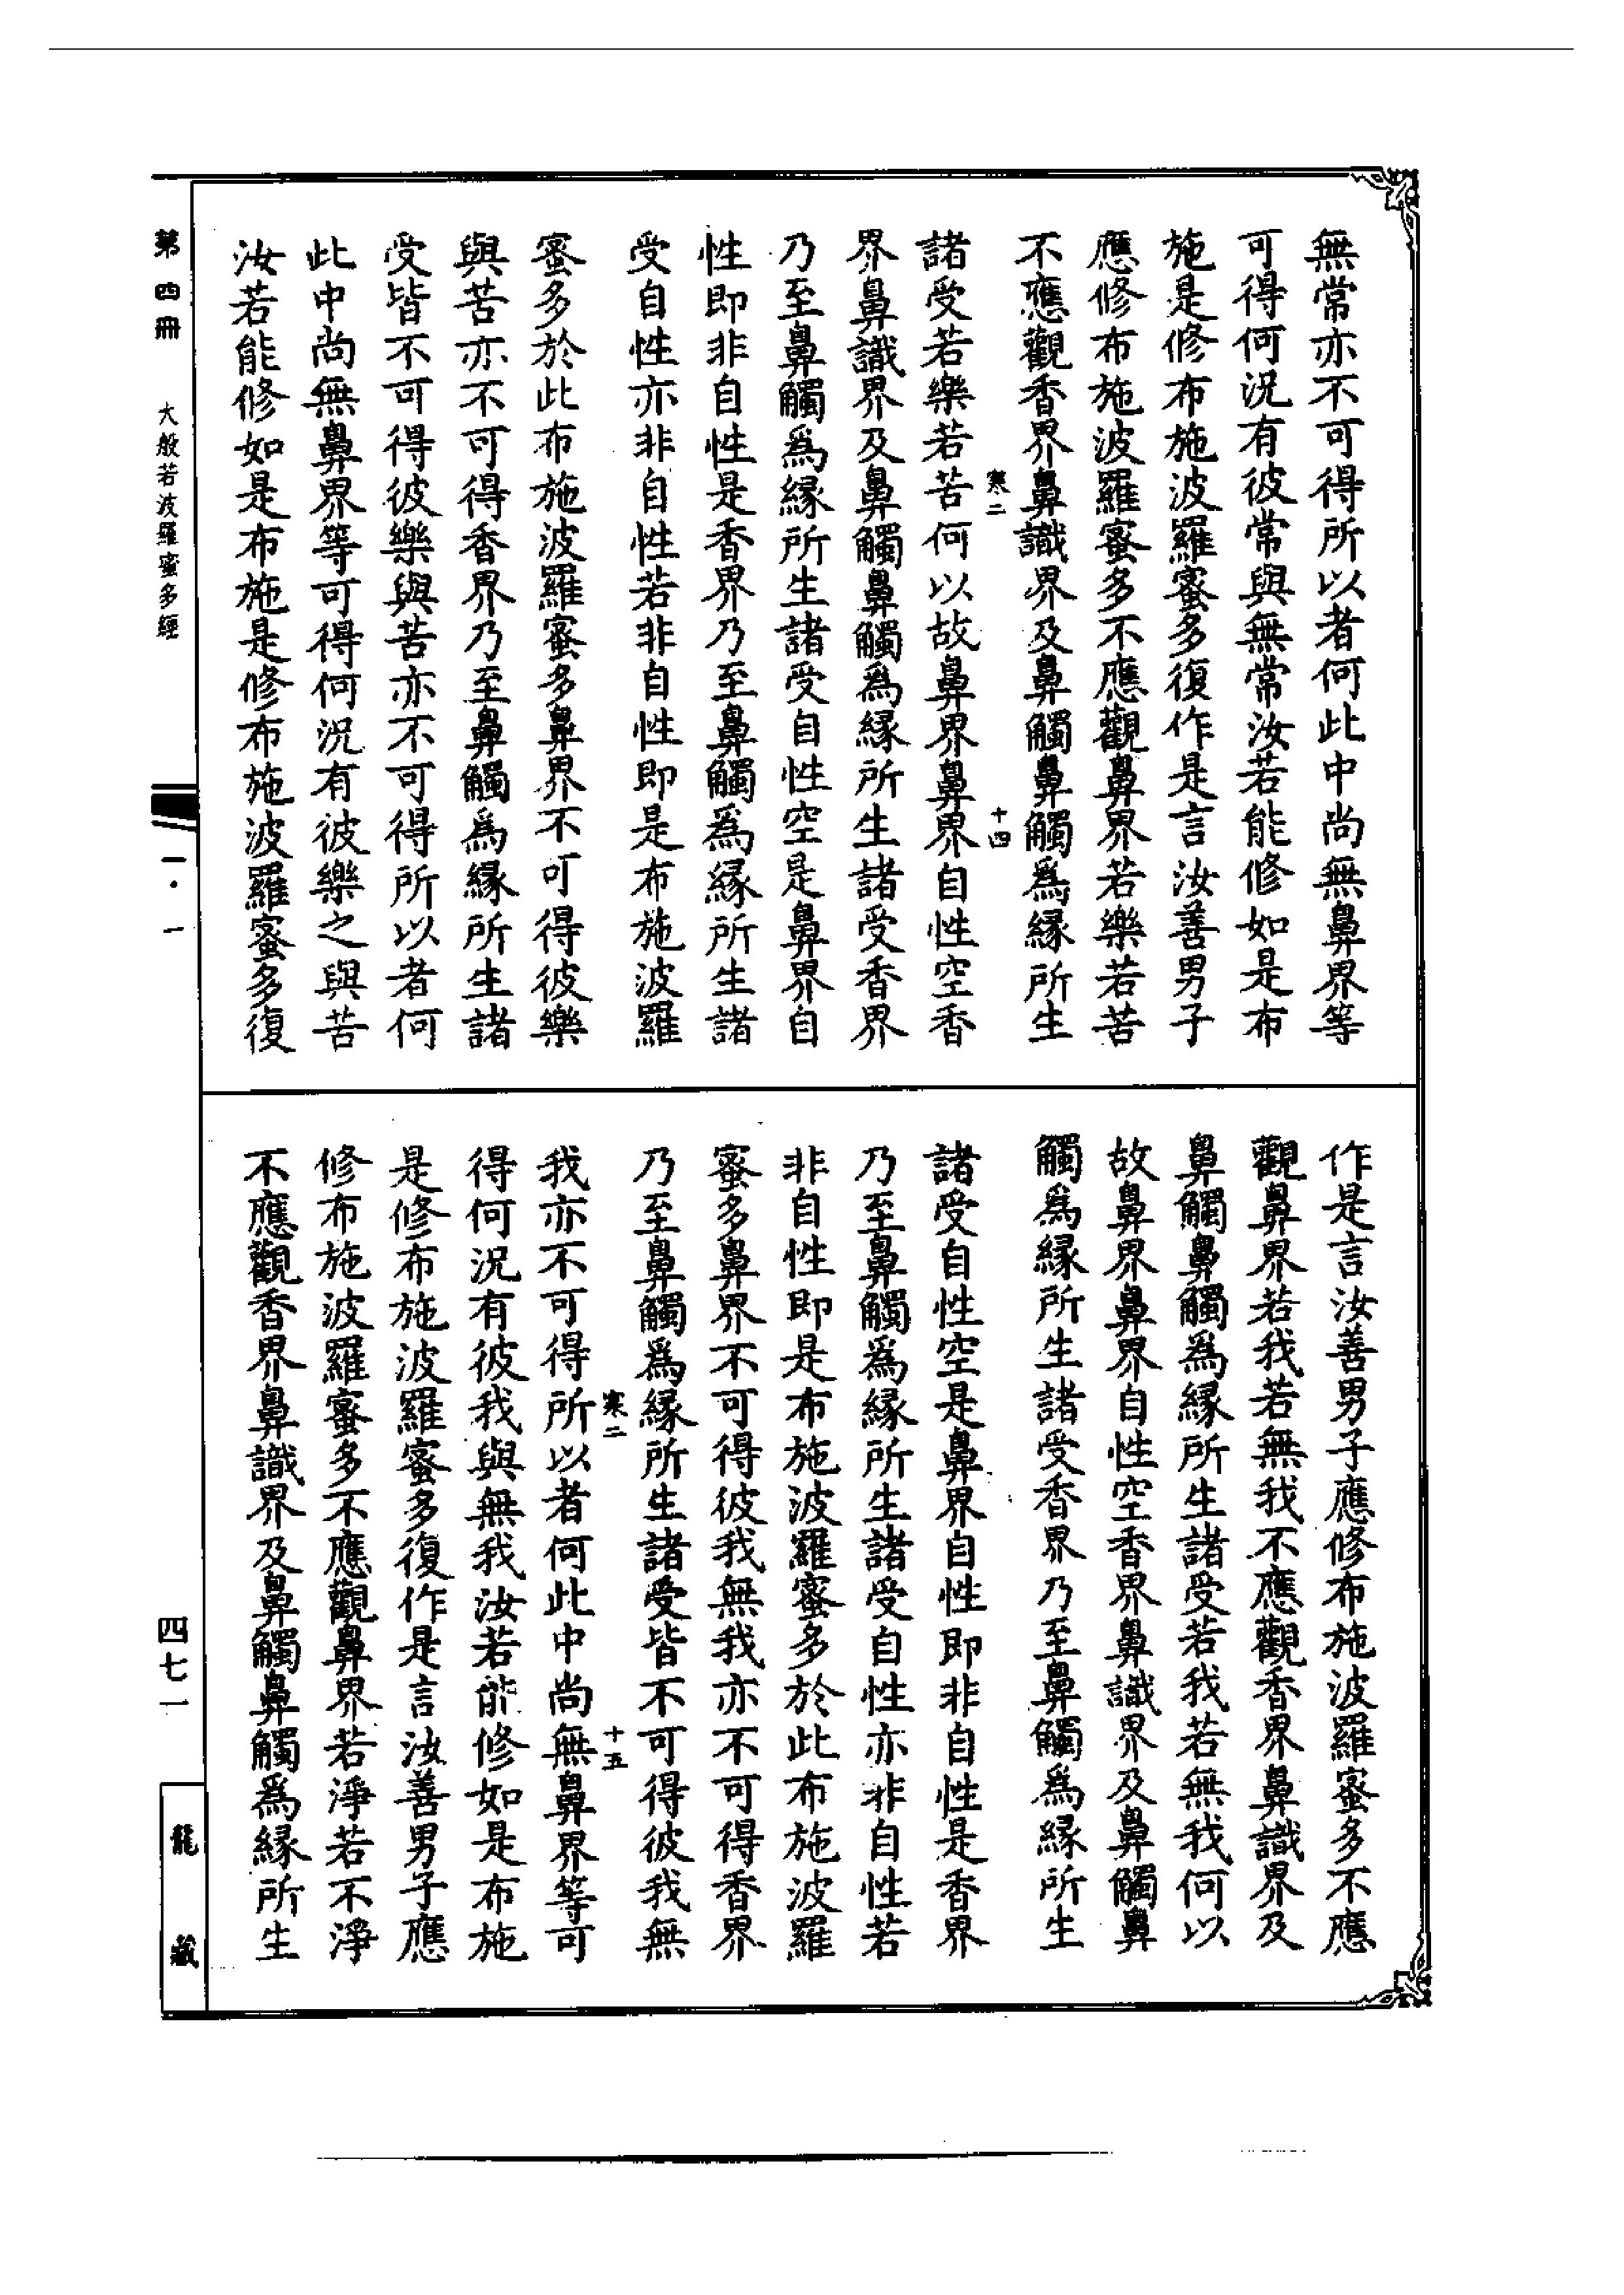 無常亦不可得所以者何此中尚無鼻界等
可得何況有彼常與無常汝若能修如是布
施是修布施波羅蜜多復作是言汝善男子
應修布施波羅蜜多不應觀鼻界若樂若苦
不應觀香界鼻識界及鼻觸鼻觸為緣所生
寒二
十四
諸受若樂若苦何以故鼻界鼻界自性空香
界鼻識界及鼻觸鼻觸為緣所生諸受香界
乃至鼻觸為緣所生諸受自性空是鼻界自
性即非自性是香界乃至鼻觸為緣所生諸
受自性亦非自性若非自性即是布施波羅
蜜多於此布施波羅蜜多鼻界不可得彼樂
與苦亦不可得香界乃至鼻觸為緣所生諸
受皆不可得彼樂與苦亦不可得所以者何
此中尚無鼻界等可得何況有彼樂之與苦
汝若能修如是布施是修布施波羅蜜多復
作是言汝善男子應修布施波羅蜜多不應
觀鼻界若我若無我不應觀香界鼻識界及
鼻觸鼻觸為緣所生諸受若我若無我何以
故鼻界鼻界自性空香界鼻識界及鼻觸鼻
觸為緣所生諸受香界乃至鼻觸為緣所生
諸受自性空是鼻界自性即非自性是香界
乃至鼻觸為緣所生諸受自性亦非自性若
非自性即是布施波羅蜜多於此布施波羅
蜜多鼻界不可得彼我無我亦不可得香界
乃至鼻觸為緣所生諸受皆不可得彼我無
寒二
十五
我亦不可得所以者何此中尚無鼻界等可
得何況有彼我與無我汝若能修如是布施
是修布施波羅蜜多復作是言汝善男子應
修布施波羅蜜多不應觀鼻界若淨若不淨
不應觀香界鼻識界及鼻觸鼻觸為緣所生
第四冊
大般若波羅蜜多經
一·一
四七一
龍藏